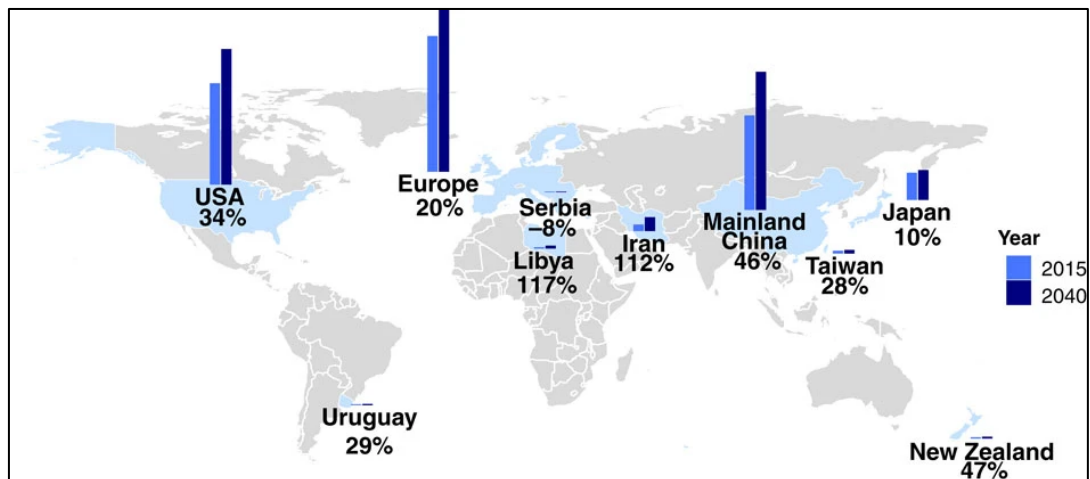 USA
34%
Europe
20%
Serbia
–8%
Libya
117%
Iran
112%
Mainland
China
46%
Taiwan
28%
Japan
10%
Year
2015
2040
Uruguay
29%
New Zealand
47%